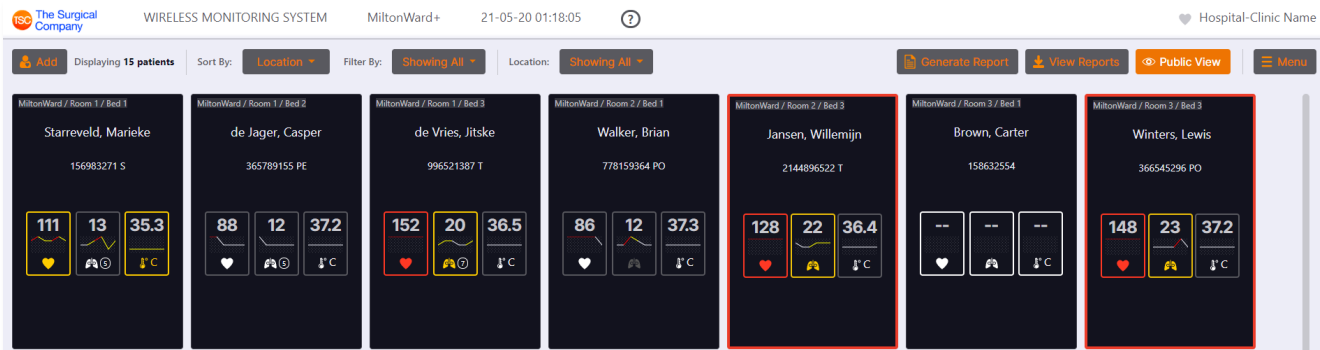 TSC The Surgical Company
WIRELESS MONITORING SYSTEM
MiltonWard+
21-05-20 01:18:05
?
Hospital-Clinic Name
Add
Displaying 15 patients
Sort By: Location
Filter By: Showing All
Location: Showing All
Generate Report
View Reports
Public View
Menu
MiltonWard / Room 1 / Bed 1
Starreveld, Marieke
156983271 S
111 13 35.3
5 °C
MiltonWard / Room 1 / Bed 2
de Jager, Casper
365789155 PE
88 12 37.2
5 °C
MiltonWard / Room 1 / Bed 3
de Vries, Jitske
996521387 T
152 20 36.5
7 °C
MiltonWard / Room 2 / Bed 1
Walker, Brian
778159364 PO
86 12 37.3
°C
MiltonWard / Room 2 / Bed 3
Jansen, Willemijn
2144896522 T
128 22 36.4
°C
MiltonWard / Room 3 / Bed 1
Brown, Carter
158632554
-- -- --
°C
MiltonWard / Room 3 / Bed 3
Winters, Lewis
366545296 PO
148 23 37.2
°C